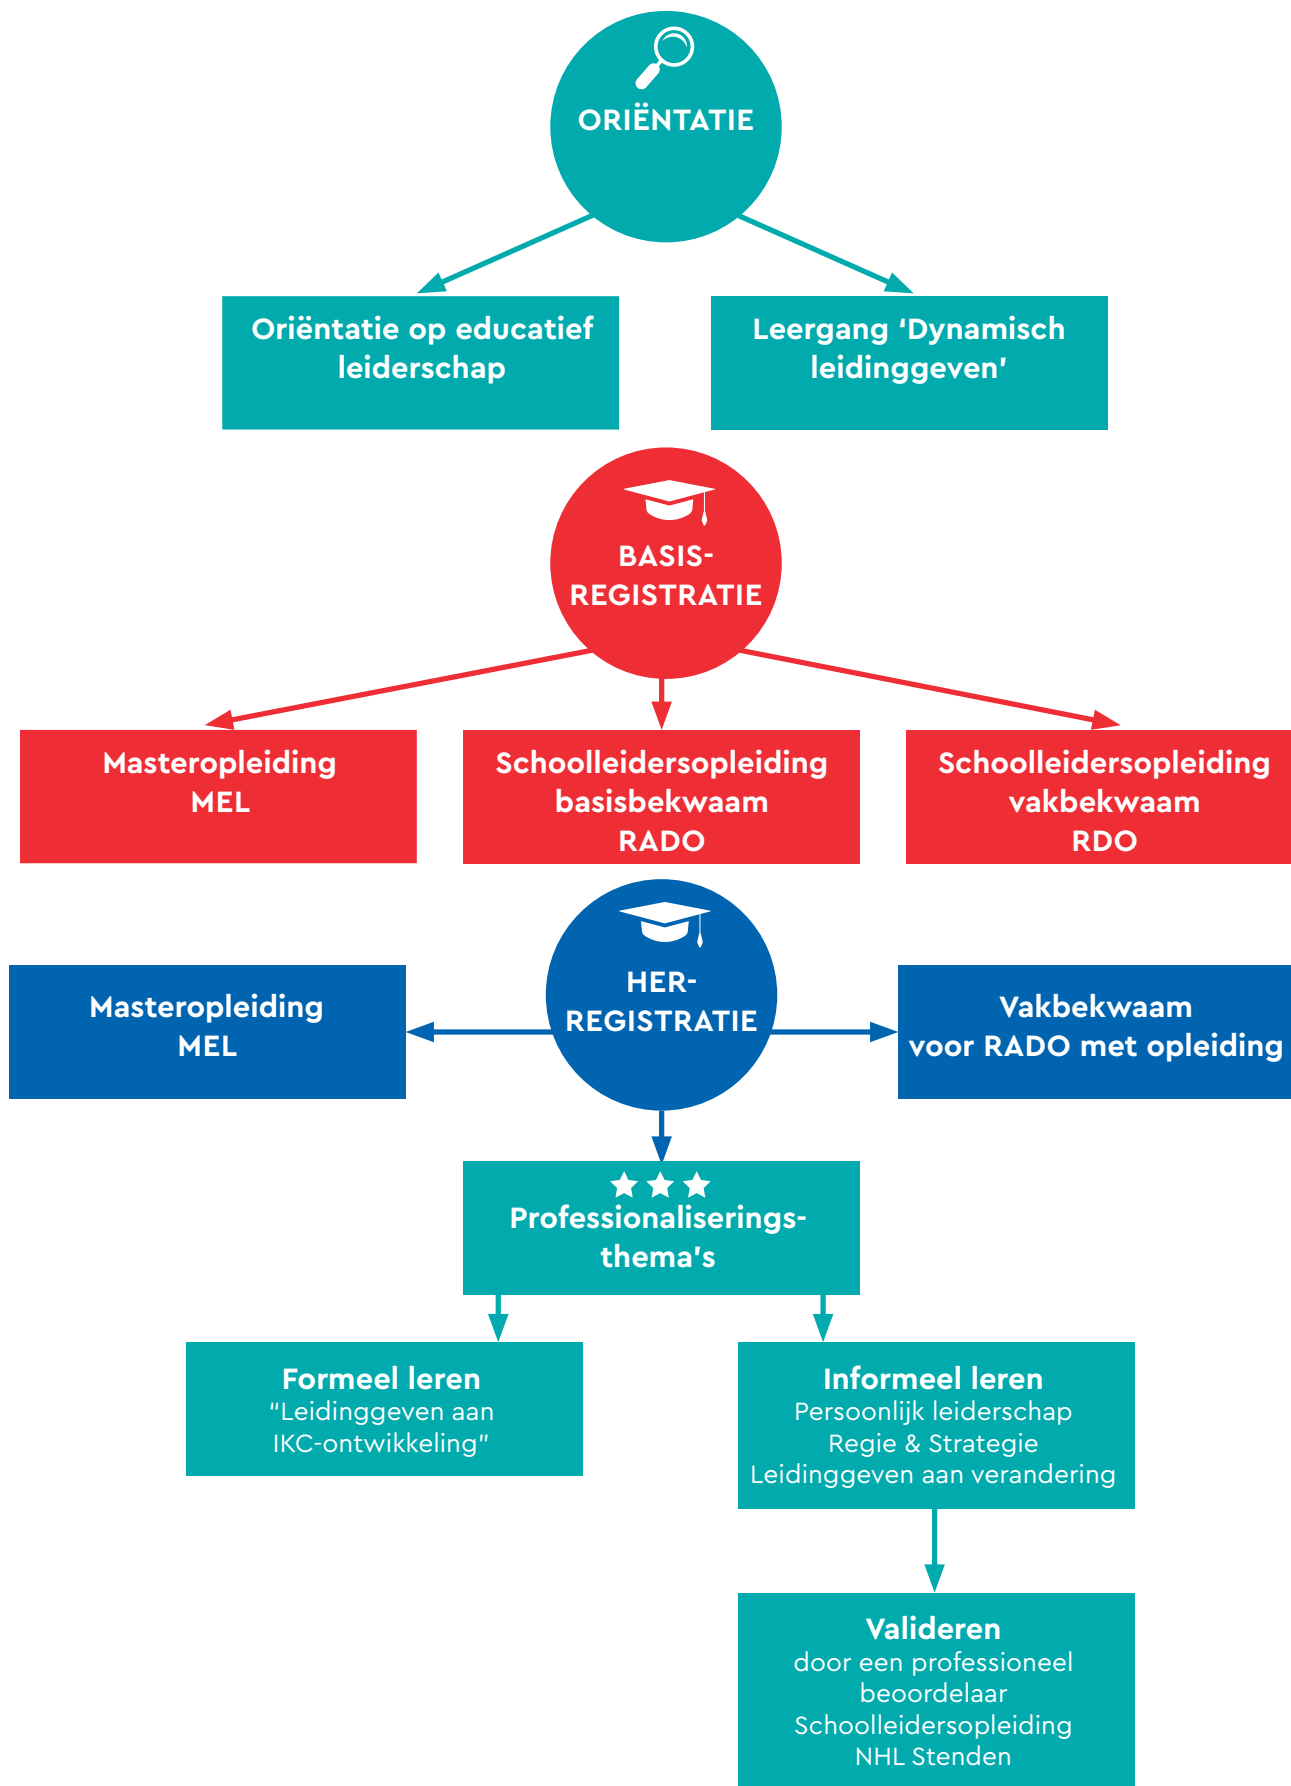 ORIËNTATIE
Oriëntatie op educatief
leiderschap
Leergang ‘Dynamisch
leidinggeven’
BASIS-
REGISTRATIE
Masteropleiding
MEL
Schoolleidersopleiding
basisbekwaam
RADO
Schoolleidersopleiding
vakbekwaam
RDO
HER-
REGISTRATIE
Masteropleiding
MEL
Vakbekwaam
voor RADO met opleiding
Professionaliserings-
thema’s
Formeel leren
“Leidinggeven aan
IKC-ontwikkeling”
Informeel leren
Persoonlijk leiderschap
Regie & Strategie
Leidinggeven aan verandering
Valideren
door een professioneel
beoordelaar
Schoolleidersopleiding
NHL Stenden